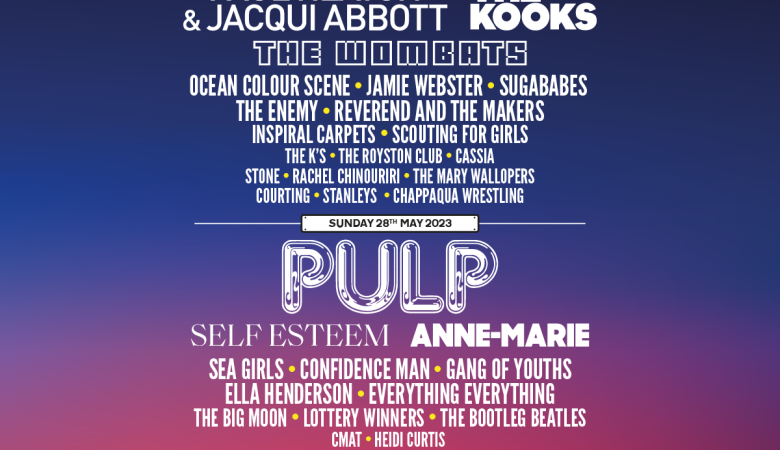 & JACQUI ABBOTT KOOKS
THE WOMBATS
OCEAN COLOUR SCENE • JAMIE WEBSTER • SUGABABES
THE ENEMY • REVEREND AND THE MAKERS
INSPIRAL CARPETS • SCOUTING FOR GIRLS
THE K'S • THE ROYSTON CLUB • CASSIA
STONE • RACHEL CHINOURIRI • THE MARY WALLOPERS
COURTING • STANLEYS • CHAPPAQUA WRESTLING
SUNDAY 28TH MAY 2023
PULP
SELF ESTEEM ANNE-MARIE
SEA GIRLS • CONFIDENCE MAN • GANG OF YOUTHS
ELLA HENDERSON • EVERYTHING EVERYTHING
THE BIG MOON • LOTTERY WINNERS • THE BOOTLEG BEATLES
CMAT • HEIDI CURTIS